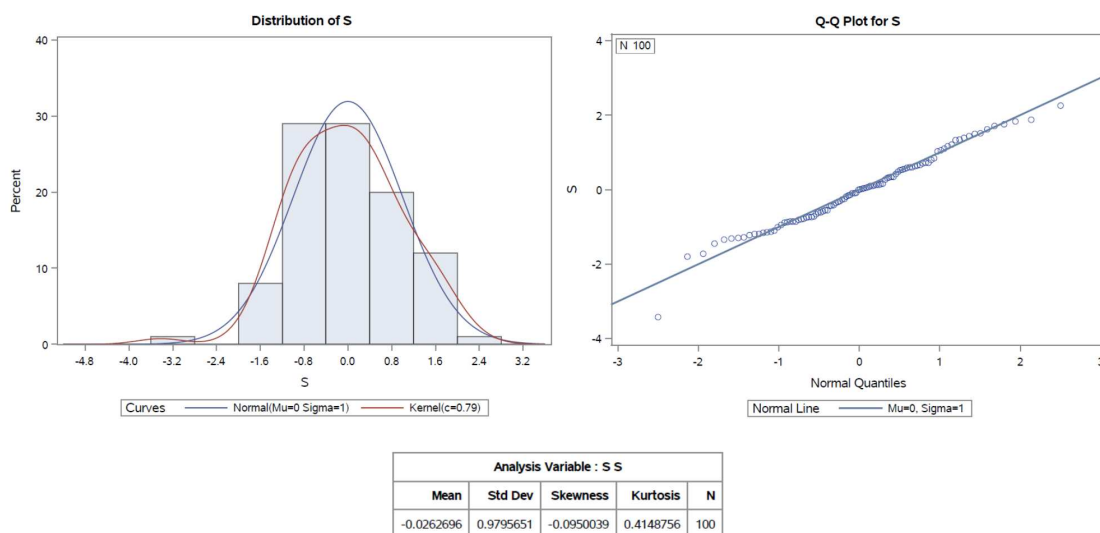 Distribution of S
40
30
20
10
0
Percent
-4.8 -4.0 -3.2 -2.4 -1.6 -0.8 0.0 0.8 1.6 2.4 3.2
S
Curves Normal(Mu=0 Sigma=1) Kernel(c=0.79)
Q-Q Plot for S
N 100
4
2
0
-2
-4
S
-3 -2 -1 0 1 2 3
Normal Quantiles
Normal Line Mu=0, Sigma=1
Analysis Variable : S S
Mean Std Dev Skewness Kurtosis N
-0.0262696 0.9795651 -0.0950039 0.4148756 100